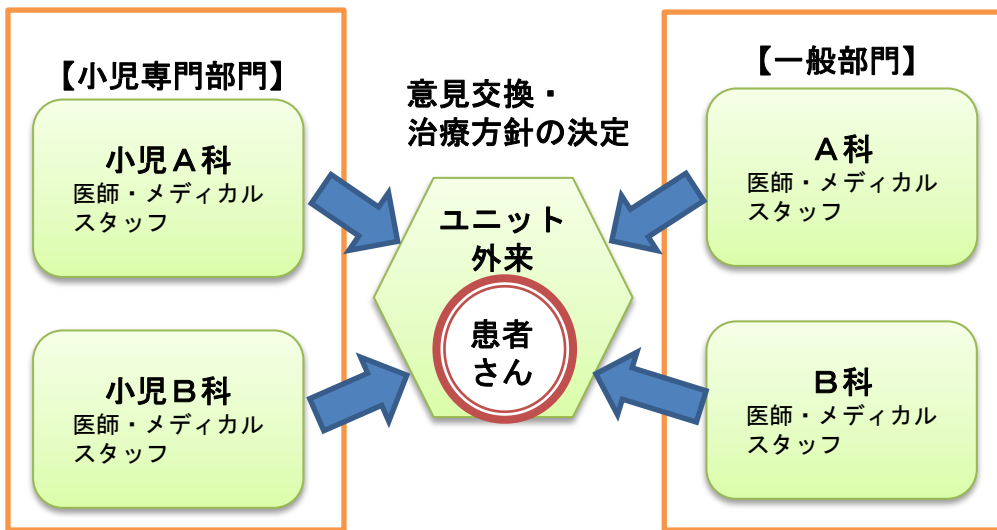 【小児専門部門】
小児Ａ科
医師・メディカル
スタッフ
小児Ｂ科
医師・メディカル
スタッフ
意見交換・
治療方針の決定
ユニット
外来
患者
さん
【一般部門】
Ａ科
医師・メディカル
スタッフ
Ｂ科
医師・メディカル
スタッフ